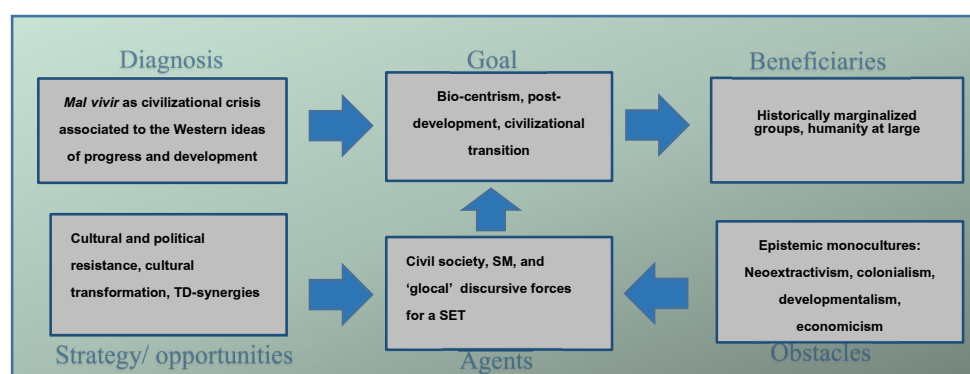 Diagnosis
Goal
Beneficiaries
Mal vivir as civilizational crisis
associated to the Western ideas
of progress and development
Bio-centrism, post-
development, civilizational
transition
Historically marginalized
groups, humanity at large
Cultural and political
resistance, cultural
transformation, TD-synergies
Civil society, SM, and
‘glocal’ discursive forces
for a SET
Epistemic monocultures:
Neoextractivism, colonialism,
developmentalism,
economicism
Strategy/ opportunities
Agents
Obstacles